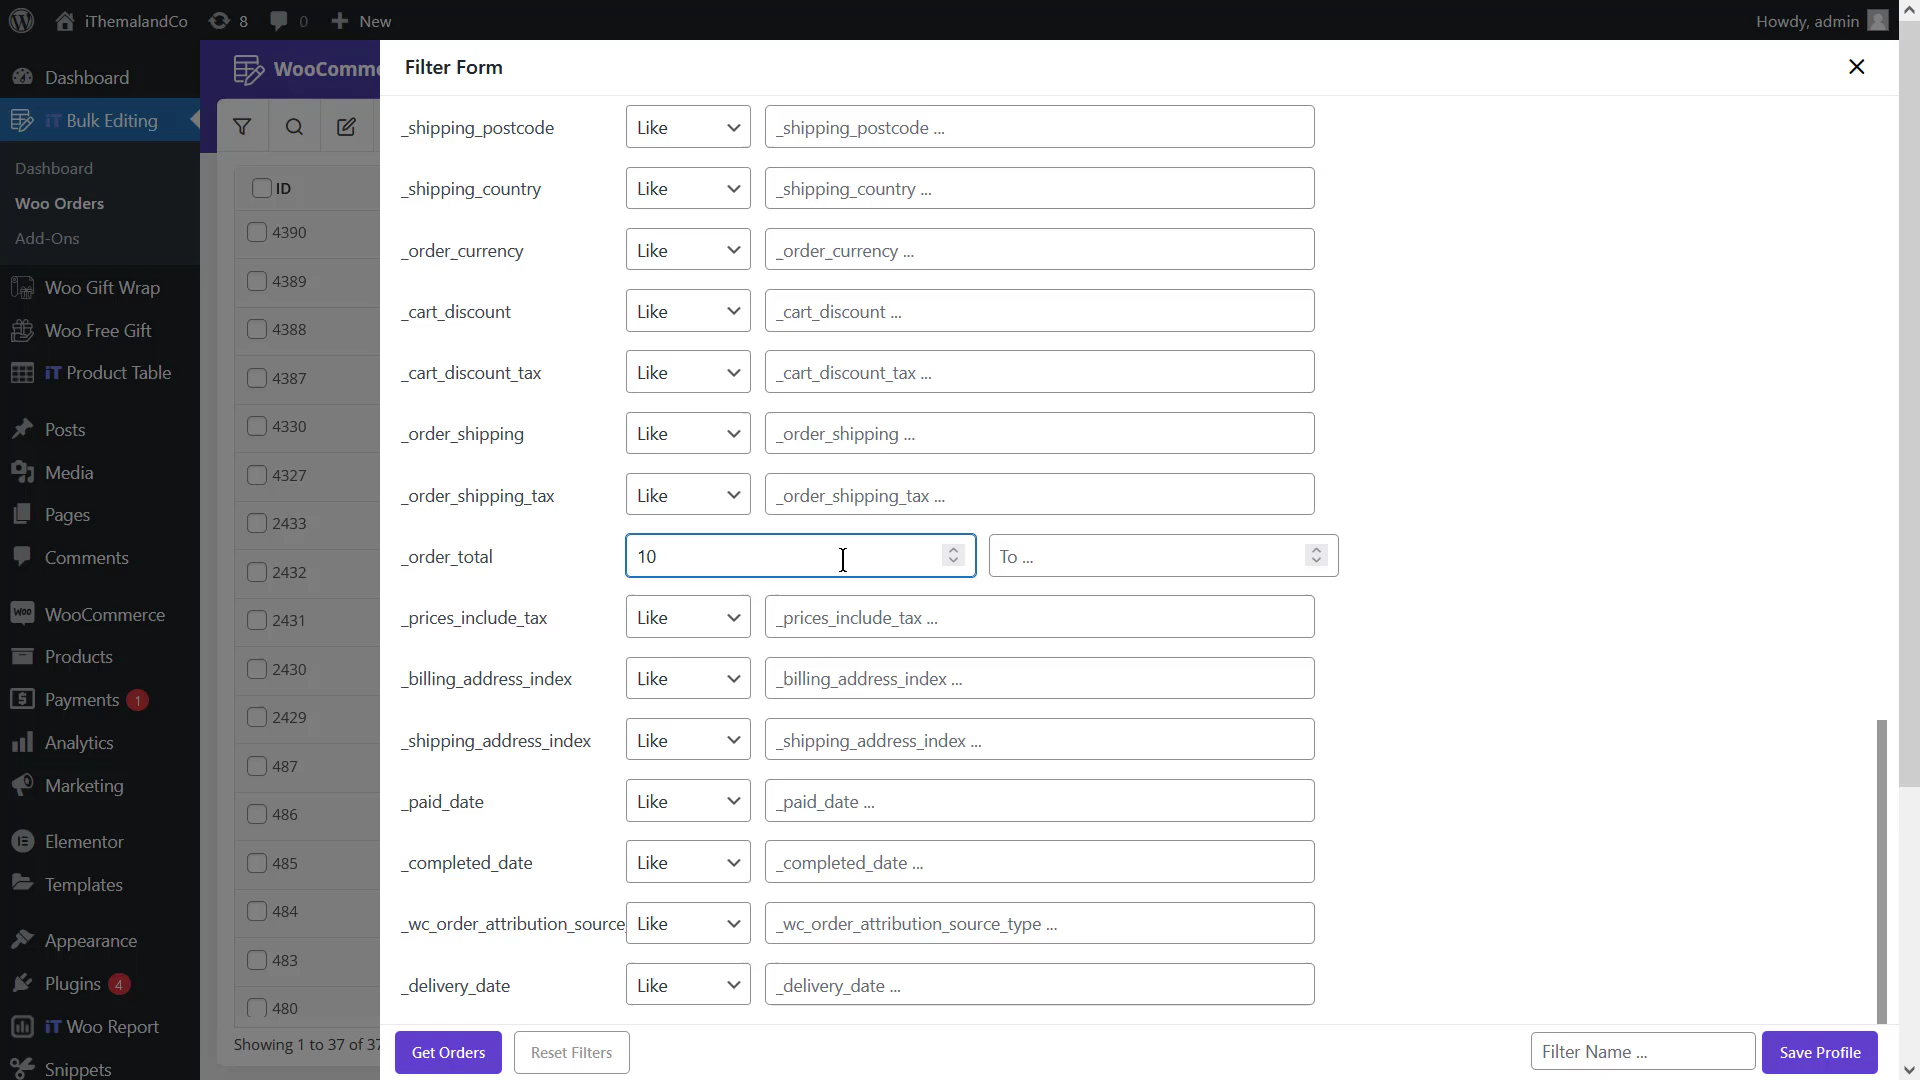 iThemalandCo 8 0 New Howdy, admin
Dashboard
iT Bulk Editing
Dashboard
Woo Orders
Add-Ons
Woo Gift Wrap
Woo Free Gift
iT Product Table
Posts
Media
Pages
Comments
WooCommerce
Products
Payments 1
Analytics
Marketing
Elementor
Templates
Appearance
Plugins 4
iT Woo Report
Snippets
WooComme
ID
4390
4389
4388
4387
4330
4327
2433
2432
2431
2430
2429
487
486
485
484
483
480
Showing 1 to 37 of 37
Filter Form
_shipping_postcode Like _shipping_postcode ...
_shipping_country Like _shipping_country ...
_order_currency Like _order_currency ...
_cart_discount Like _cart_discount ...
_cart_discount_tax Like _cart_discount_tax ...
_order_shipping Like _order_shipping ...
_order_shipping_tax Like _order_shipping_tax ...
_order_total 10 To ...
_prices_include_tax Like _prices_include_tax ...
_billing_address_index Like _billing_address_index ...
_shipping_address_index Like _shipping_address_index ...
_paid_date Like _paid_date ...
_completed_date Like _completed_date ...
_wc_order_attribution_source Like _wc_order_attribution_source_type ...
_delivery_date Like _delivery_date ...
Get Orders Reset Filters Filter Name ... Save Profile